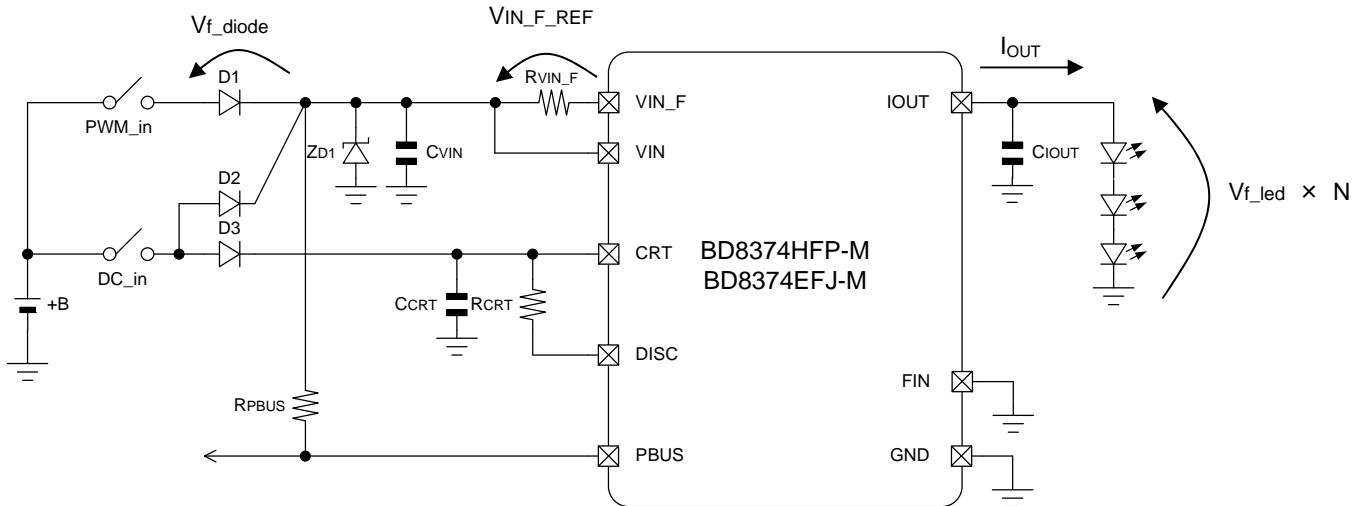 Vf_diode
VIN_F_REF
IOUT
D1
RVIN_F
VIN_F
IOUT
PWM_in
ZD1
CVIN
VIN
CIOUT
D2
Vf_led × N
D3
DC_in
CRT
BD8374HFP-M
BD8374EFJ-M
+B
CCRT
RCRT
DISC
FIN
RPBUS
PBUS
GND